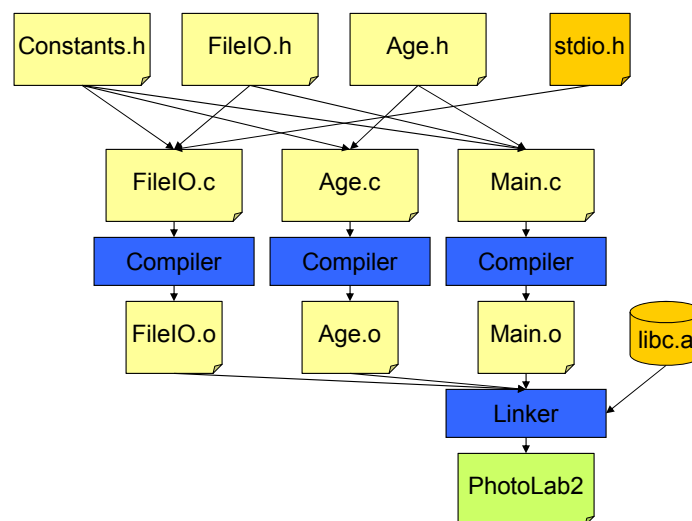 Constants.h
FileIO.h
Age.h
stdio.h
FileIO.c
Age.c
Main.c
Compiler
Compiler
Compiler
FileIO.o
Age.o
Main.o
libc.a
Linker
PhotoLab2